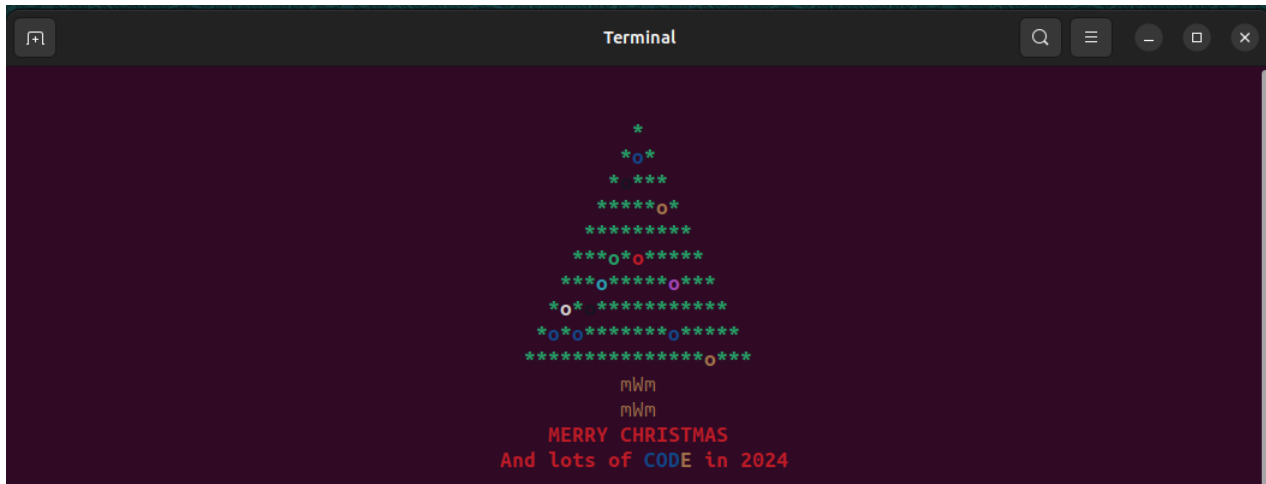 Terminal
*
*o*
* ***
*****o*
*********
***o*o*****
***o*****o***
*o* ***********
*o*o*******o*****
***************o***
mWm
mWm
MERRY CHRISTMAS
And lots of CODE in 2024